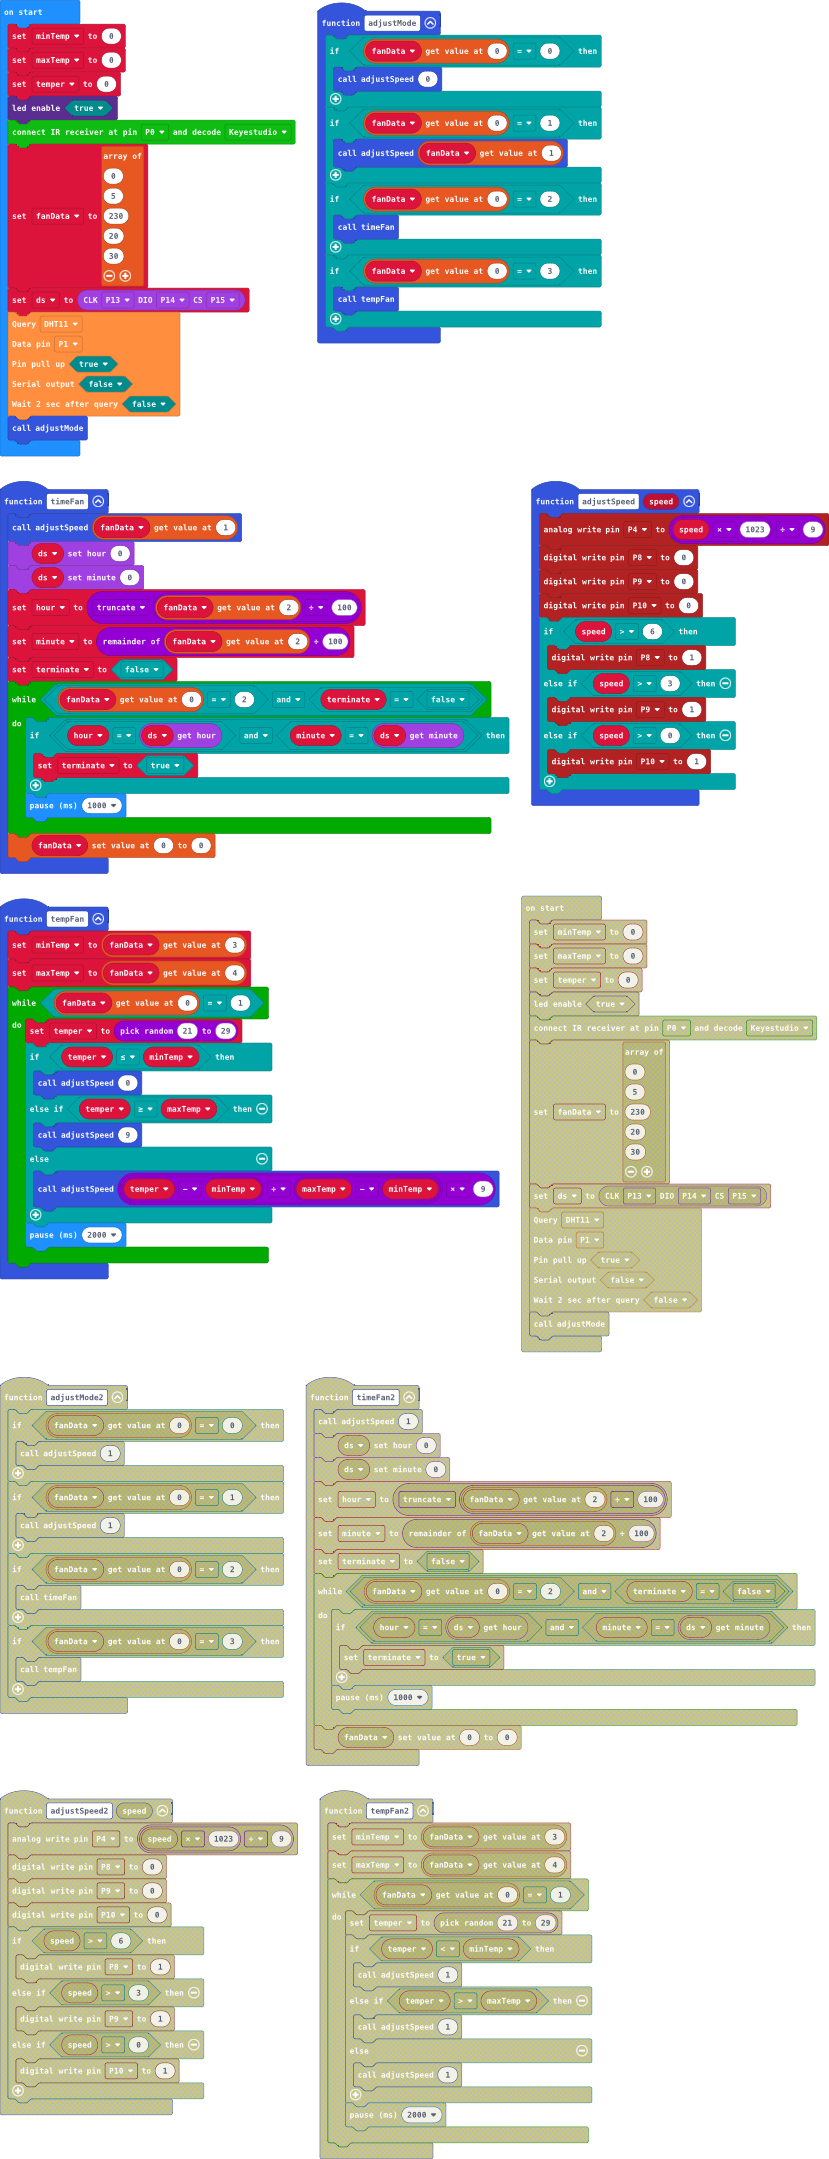 on start
set minTemp to 0
set maxTemp to 0
set temper to 0
led enable true
connect IR receiver at pin P0 and decode Keyestudio
array of
0
5
set fanData to 230
20
30
set ds to CLK P13 DIO P14 CS P15
Query DHT11
Data pin P1
Pin pull up true
Serial output false
Wait 2 sec after query false
call adjustMode
function adjustMode
if fanData get value at 0 = 0 then
call adjustSpeed 0
if fanData get value at 0 = 1 then
call adjustSpeed fanData get value at 1
if fanData get value at 0 = 2 then
call timeFan
if fanData get value at 0 = 3 then
call tempFan
function timeFan
call adjustSpeed fanData get value at 1
ds set hour 0
ds set minute 0
set hour to truncate fanData get value at 2 ÷ 100
set minute to remainder of fanData get value at 2 ÷ 100
set terminate to false
while fanData get value at 0 = 2 and terminate = false
do
if hour = ds get hour and minute = ds get minute then
set terminate to true
pause (ms) 1000
fanData set value at 0 to 0
function adjustSpeed speed
analog write pin P4 to speed × 1023 ÷ 9
digital write pin P8 to 0
digital write pin P9 to 0
digital write pin P10 to 0
if speed > 6 then
digital write pin P8 to 1
else if speed > 3 then
digital write pin P9 to 1
else if speed > 0 then
digital write pin P10 to 1
function tempFan
set minTemp to fanData get value at 3
set maxTemp to fanData get value at 4
while fanData get value at 0 = 1
do set temper to pick random 21 to 29
if temper ≤ minTemp then
call adjustSpeed 0
else if temper ≥ maxTemp then
call adjustSpeed 9
else
call adjustSpeed temper - minTemp ÷ maxTemp - minTemp × 9
pause (ms) 2000
on start
set minTemp to 0
set maxTemp to 0
set temper to 0
led enable true
connect IR receiver at pin P0 and decode Keyestudio
array of
0
5
set fanData to 230
20
30
set ds to CLK P13 DIO P14 CS P15
Query DHT11
Data pin P1
Pin pull up true
Serial output false
Wait 2 sec after query false
call adjustMode
function adjustMode2
if fanData get value at 0 = 0 then
call adjustSpeed 1
if fanData get value at 0 = 1 then
call adjustSpeed 1
if fanData get value at 0 = 2 then
call timeFan
if fanData get value at 0 = 3 then
call tempFan
function timeFan2
call adjustSpeed 1
ds set hour 0
ds set minute 0
set hour to truncate fanData get value at 2 ÷ 100
set minute to remainder of fanData get value at 2 ÷ 100
set terminate to false
while fanData get value at 0 = 2 and terminate = false
do
if hour = ds get hour and minute = ds get minute then
set terminate to true
pause (ms) 1000
fanData set value at 0 to 0
function adjustSpeed2 speed
analog write pin P4 to speed × 1023 ÷ 9
digital write pin P8 to 0
digital write pin P9 to 0
digital write pin P10 to 0
if speed > 6 then
digital write pin P8 to 1
else if speed > 3 then
digital write pin P9 to 1
else if speed > 0 then
digital write pin P10 to 1
function tempFan2
set minTemp to fanData get value at 3
set maxTemp to fanData get value at 4
while fanData get value at 0 = 1
do set temper to pick random 21 to 29
if temper < minTemp then
call adjustSpeed 1
else if temper > maxTemp then
call adjustSpeed 1
else
call adjustSpeed 1
pause (ms) 2000